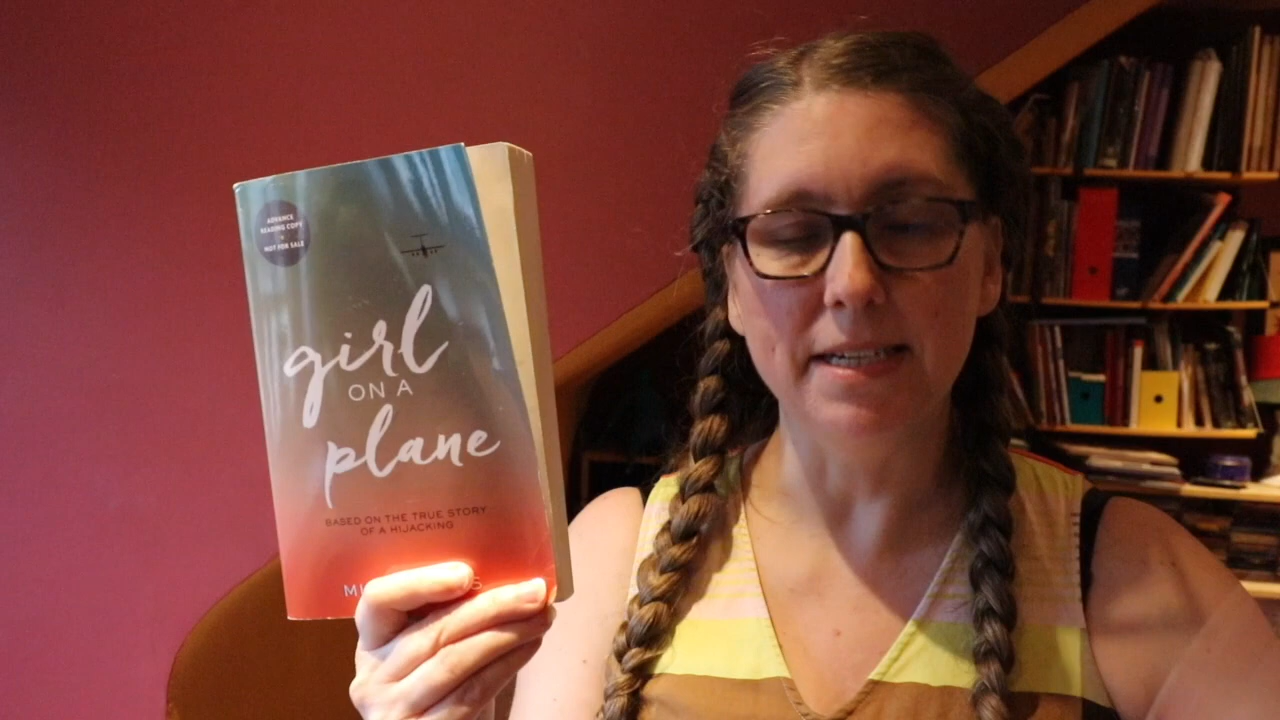 ADVANCE
READING COPY
NOT FOR SALE
girl
ON A
plane
BASED ON THE TRUE STORY
OF A HIJACKING